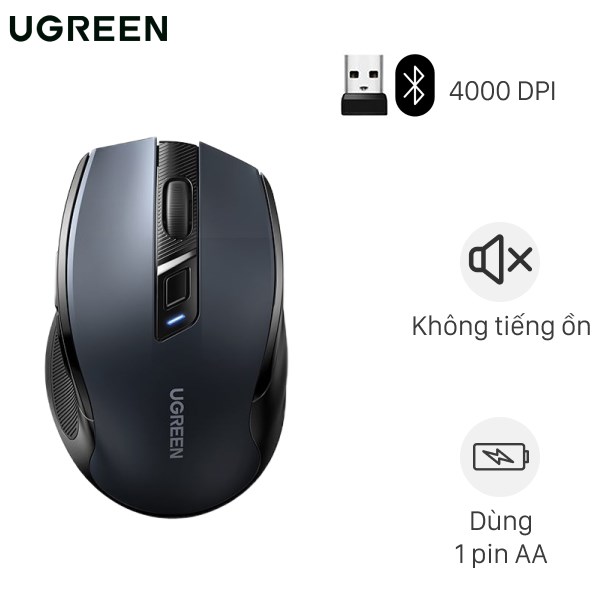 UGREEN
4000 DPI
Không tiếng ồn
UGREEN
Dùng
1 pin AA